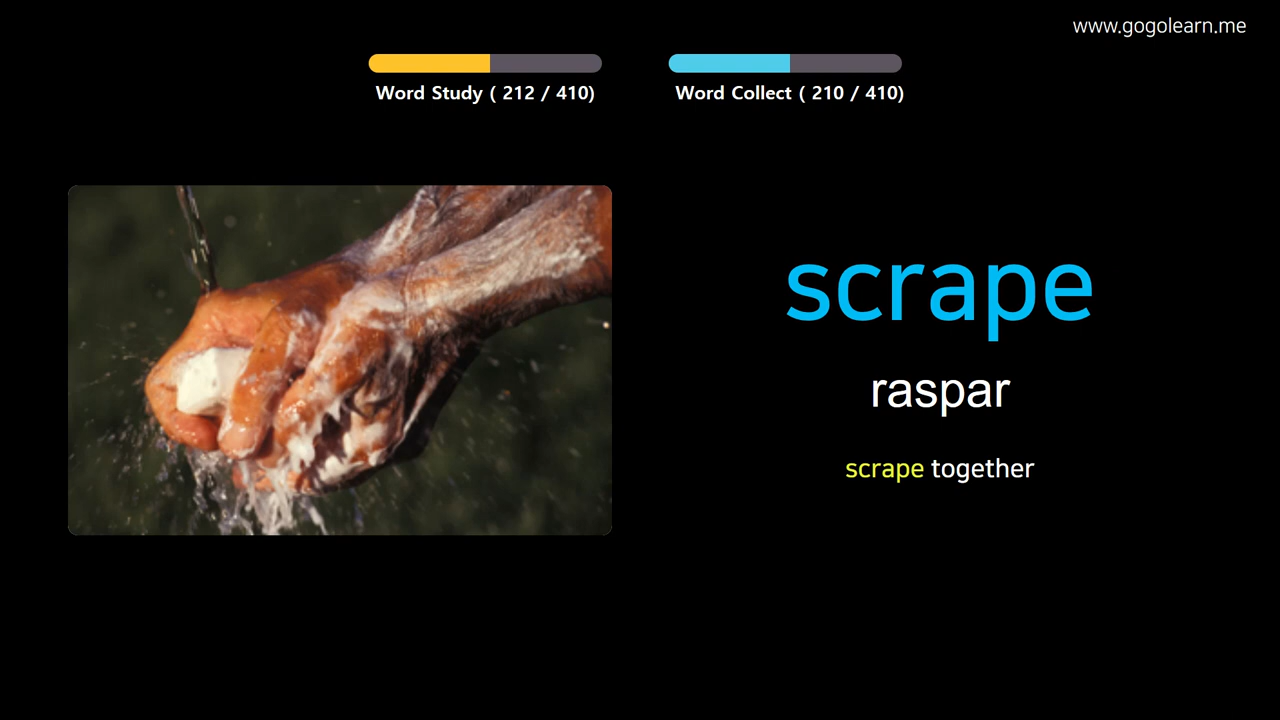 www.gogolearn.me
Word Study ( 212 / 410)
Word Collect ( 210 / 410)
scrape
raspar
scrape together